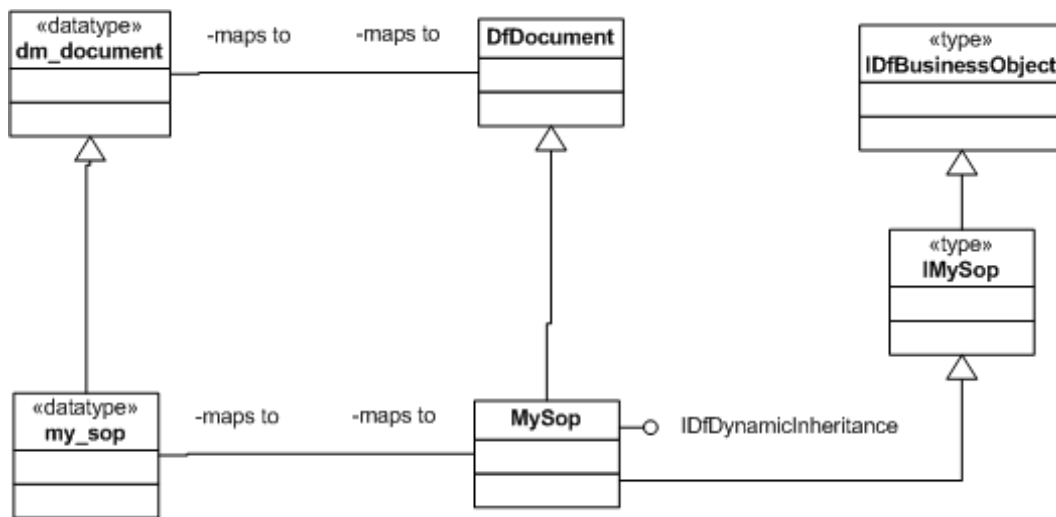 «datatype»
dm_document
-maps to
-maps to
DfDocument
«type»
IDfBusinessObject
«type»
IMySop
«datatype»
my_sop
-maps to
-maps to
MySop
IDfDynamicInheritance